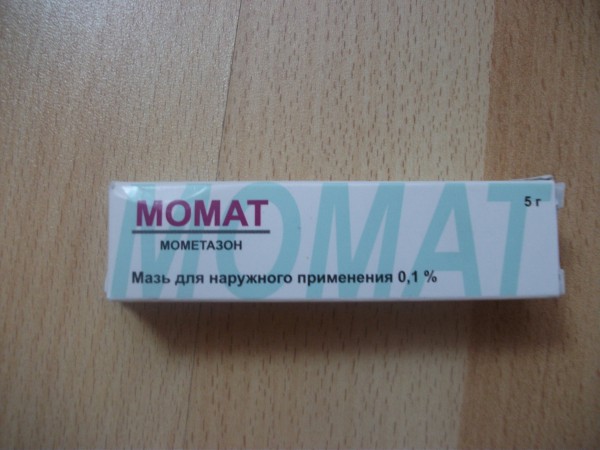 МОМАТ
МОМАТ
5 г
МОМЕТАЗОН
Мазь для наружного применения 0,1 %